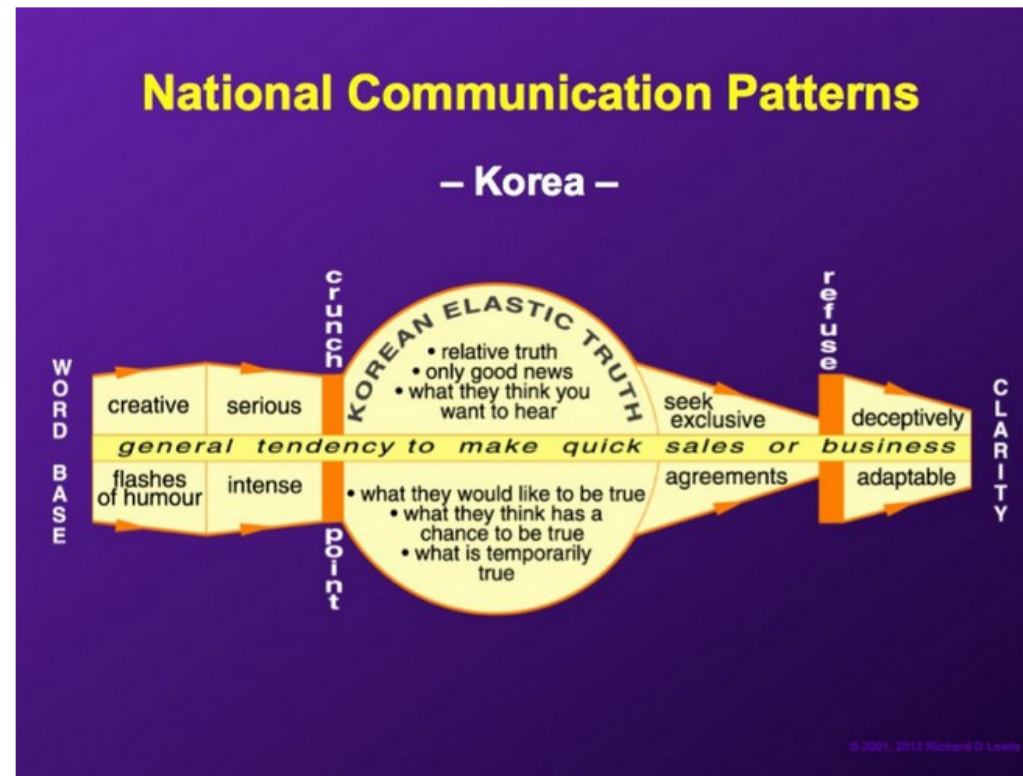 National Communication Patterns
– Korea –
WORD BASE
creative
flashes
of humour
serious
intense
crunch
point
KOREAN ELASTIC TRUTH
• relative truth
• only good news
• what they think you
want to hear
general tendency to make quick sales or business
• what they would like to be true
• what they think has a
chance to be true
• what is temporarily
true
seek
exclusive
agreements
refuse
deceptively
adaptable
CLARITY
© 2001, 2013 Richard D Lewis